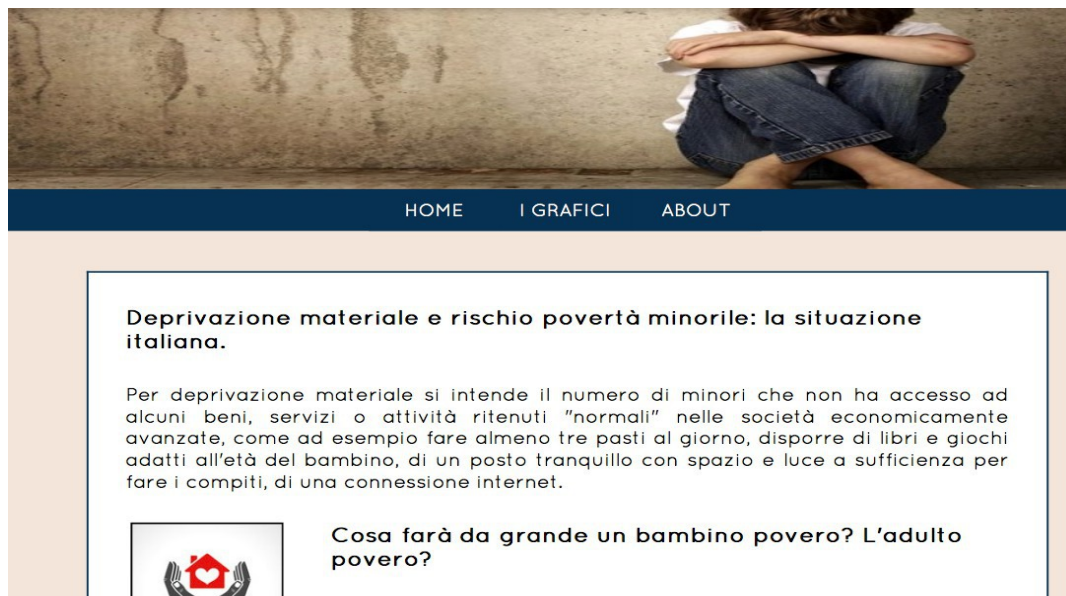 HOME I GRAFICI ABOUT
Deprivazione materiale e rischio povertà minorile: la situazione
italiana.
Per deprivazione materiale si intende il numero di minori che non ha accesso ad
alcuni beni, servizi o attività ritenuti "normali" nelle società economicamente
avanzate, come ad esempio fare almeno tre pasti al giorno, disporre di libri e giochi
adatti all'età del bambino, di un posto tranquillo con spazio e luce a sufficienza per
fare i compiti, di una connessione internet.
Cosa farà da grande un bambino povero? L'adulto
povero?